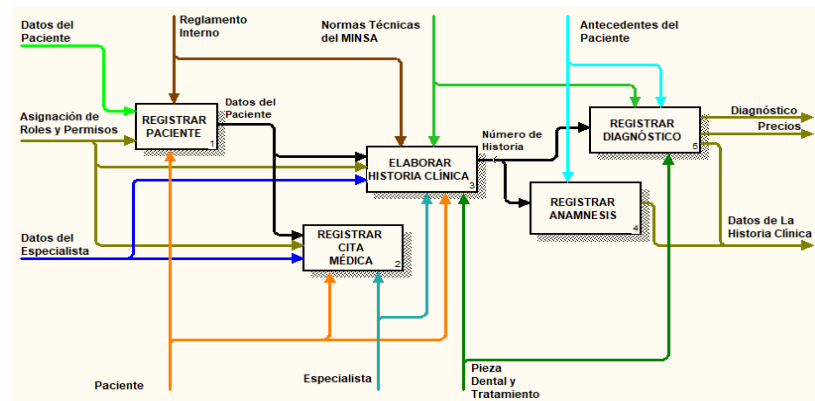 Datos del
Paciente
Reglamento
Interno
Normas Técnicas
del MINSA
Antecedentes del
Paciente
Asignación de
Roles y Permisos
REGISTRAR
PACIENTE
1
Datos del
Paciente
ELABORAR
HISTORIA CLÍNICA
3
Número de
Historia
REGISTRAR
DIAGNÓSTICO
5
Diagnóstico
Precios
REGISTRAR
ANAMNESIS
4
Datos de La
Historia Clínica
Datos del
Especialista
REGISTRAR
CITA
MÉDICA
2
Paciente
Especialista
Pieza
Dental y
Tratamiento